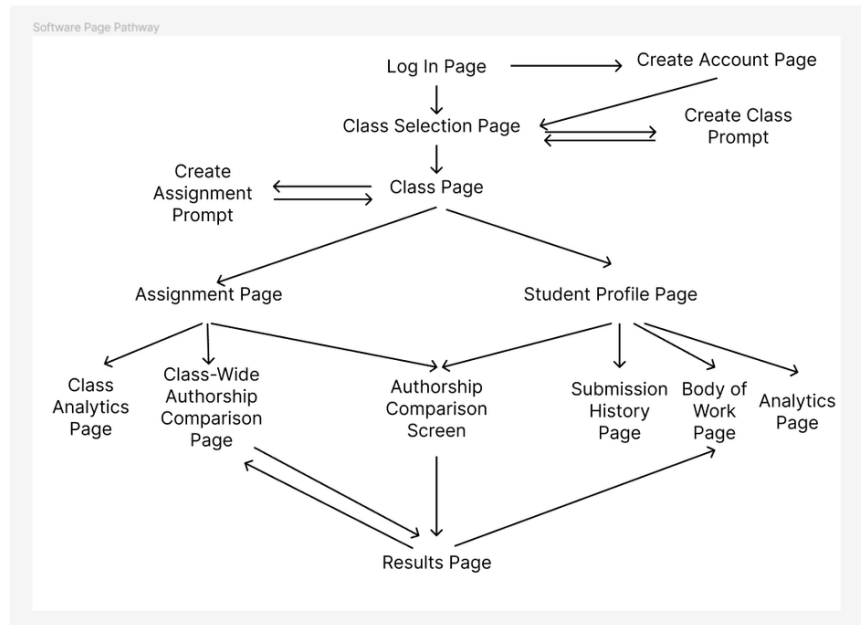 Software Page Pathway
Log In Page
Create Account Page
Class Selection Page
Create Class
Prompt
Create
Assignment
Prompt
Class Page
Assignment Page
Student Profile Page
Class
Analytics
Page
Class-Wide
Authorship
Comparison
Page
Authorship
Comparison
Screen
Submission
History
Page
Body of
Work
Page
Analytics
Page
Results Page